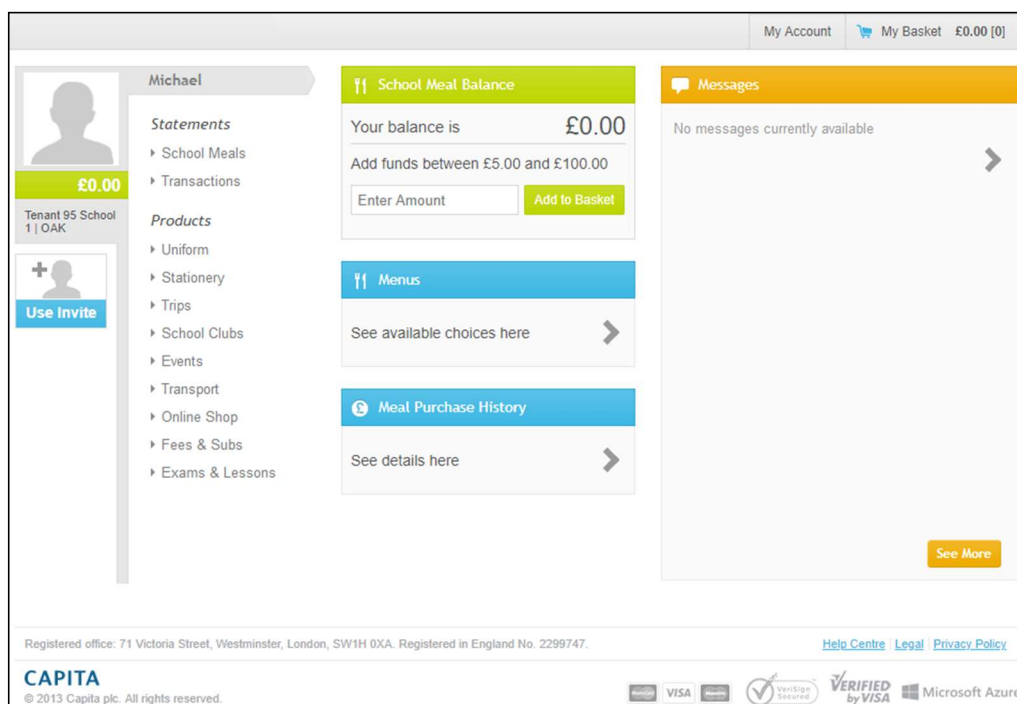 My Account
My Basket £0.00 [0]
£0.00
Tenant 95 School
1 | OAK
Use Invite
Michael
Statements
School Meals
Transactions
Products
Uniform
Stationery
Trips
School Clubs
Events
Transport
Online Shop
Fees & Subs
Exams & Lessons
School Meal Balance
Your balance is £0.00
Add funds between £5.00 and £100.00
Enter Amount Add to Basket
Menus
See available choices here
Meal Purchase History
See details here
Messages
No messages currently available
See More
Registered office: 71 Victoria Street, Westminster, London, SW1H 0XA. Registered in England No. 2299747.
Help Centre | Legal | Privacy Policy
CAPITA
© 2013 Capita plc. All rights reserved.
MasterCard VISA Maestro
VeriSign
Secured
VERIFIED
by VISA
Microsoft Azure